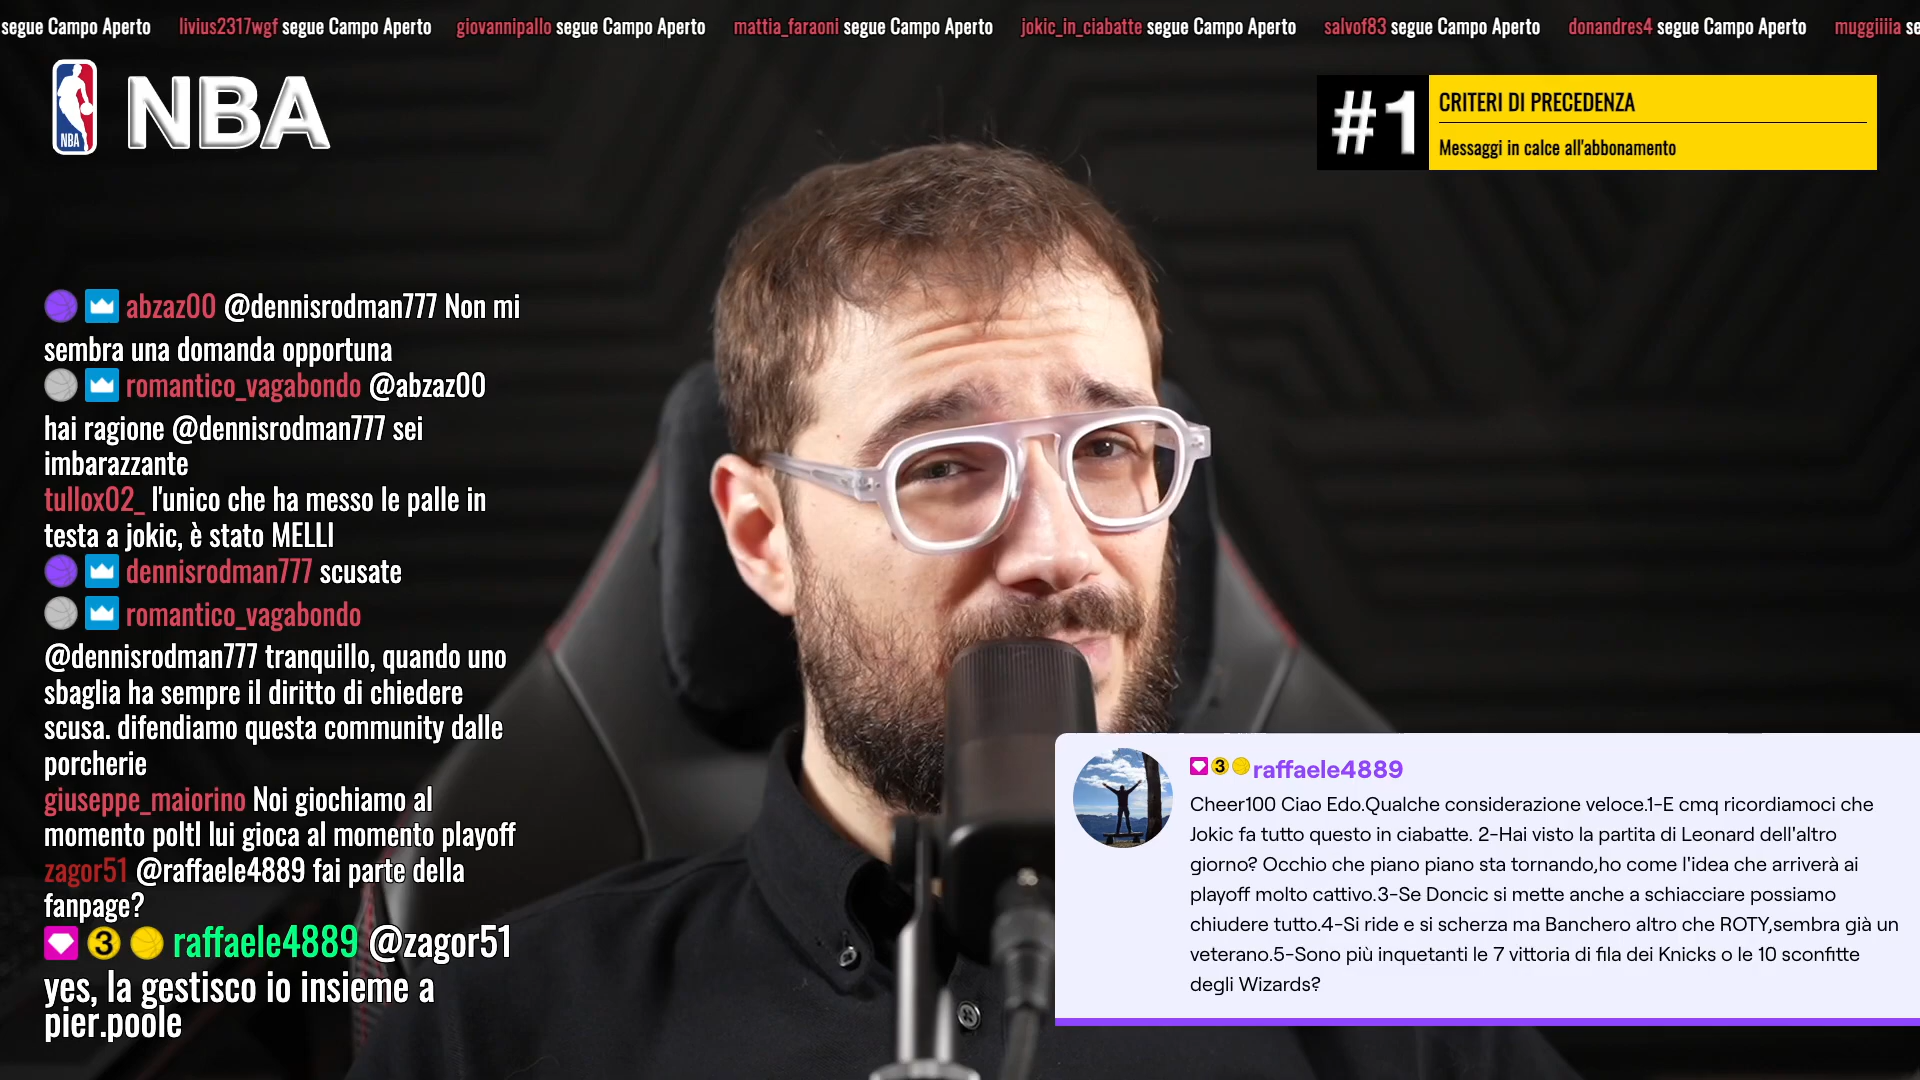 segue Campo Aperto livius2317wgf segue Campo Aperto giovannipallo segue Campo Aperto mattia_faraoni segue Campo Aperto jokic_in_ciabatte segue Campo Aperto salvof83 segue Campo Aperto donandres4 segue Campo Aperto muggiiiia se
NBA
NBA
#1
CRITERI DI PRECEDENZA
Messaggi in calce all'abbonamento
abzaz00 @dennisrodman777 Non mi
sembra una domanda opportuna
romantico_vagabondo @abzaz00
hai ragione @dennisrodman777 sei
imbarazzante
tullox02_ l'unico che ha messo le palle in
testa a jokic, è stato MELLI
dennisrodman777 scusate
romantico_vagabondo
@dennisrodman777 tranquillo, quando uno
sbaglia ha sempre il diritto di chiedere
scusa. difendiamo questa community dalle
porcherie
giuseppe_maiorino Noi giochiamo al
momento poltl lui gioca al momento playoff
zagor51 @raffaele4889 fai parte della
fanpage?
3 raffaele4889 @zagor51
yes, la gestisco io insieme a
pier.poole
3 raffaele4889
Cheer100 Ciao Edo.Qualche considerazione veloce.1-E cmq ricordiamoci che
Jokic fa tutto questo in ciabatte. 2-Hai visto la partita di Leonard dell'altro
giorno? Occhio che piano piano sta tornando,ho come l'idea che arriverà ai
playoff molto cattivo.3-Se Doncic si mette anche a schiacciare possiamo
chiudere tutto.4-Si ride e si scherza ma Banchero altro che ROTY,sembra già un
veterano.5-Sono più inquetanti le 7 vittoria di fila dei Knicks o le 10 sconfitte
degli Wizards?